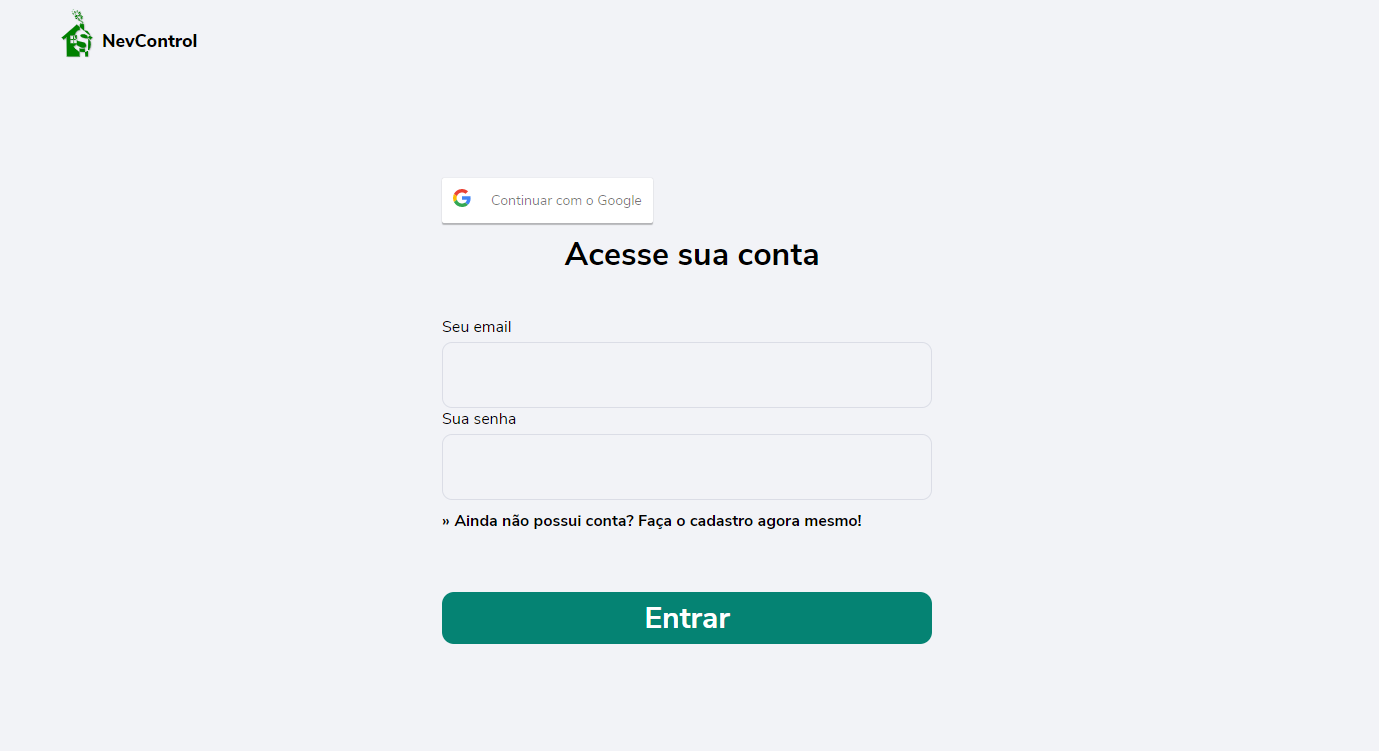 NevControl
Continuar com o Google
Acesse sua conta
Seu email
Sua senha
» Ainda não possui conta? Faça o cadastro agora mesmo!
Entrar